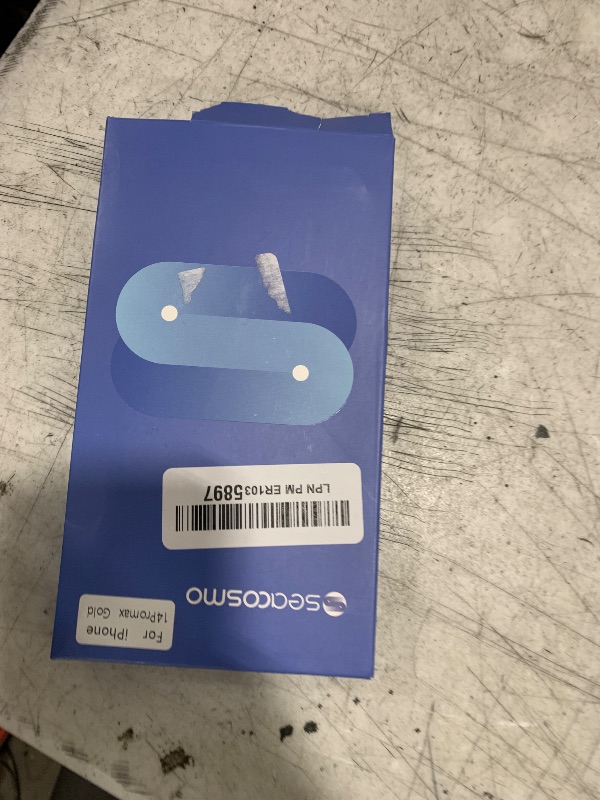 seacosmo
For iPhone
14Promax Gold
LPN PM ER1035897